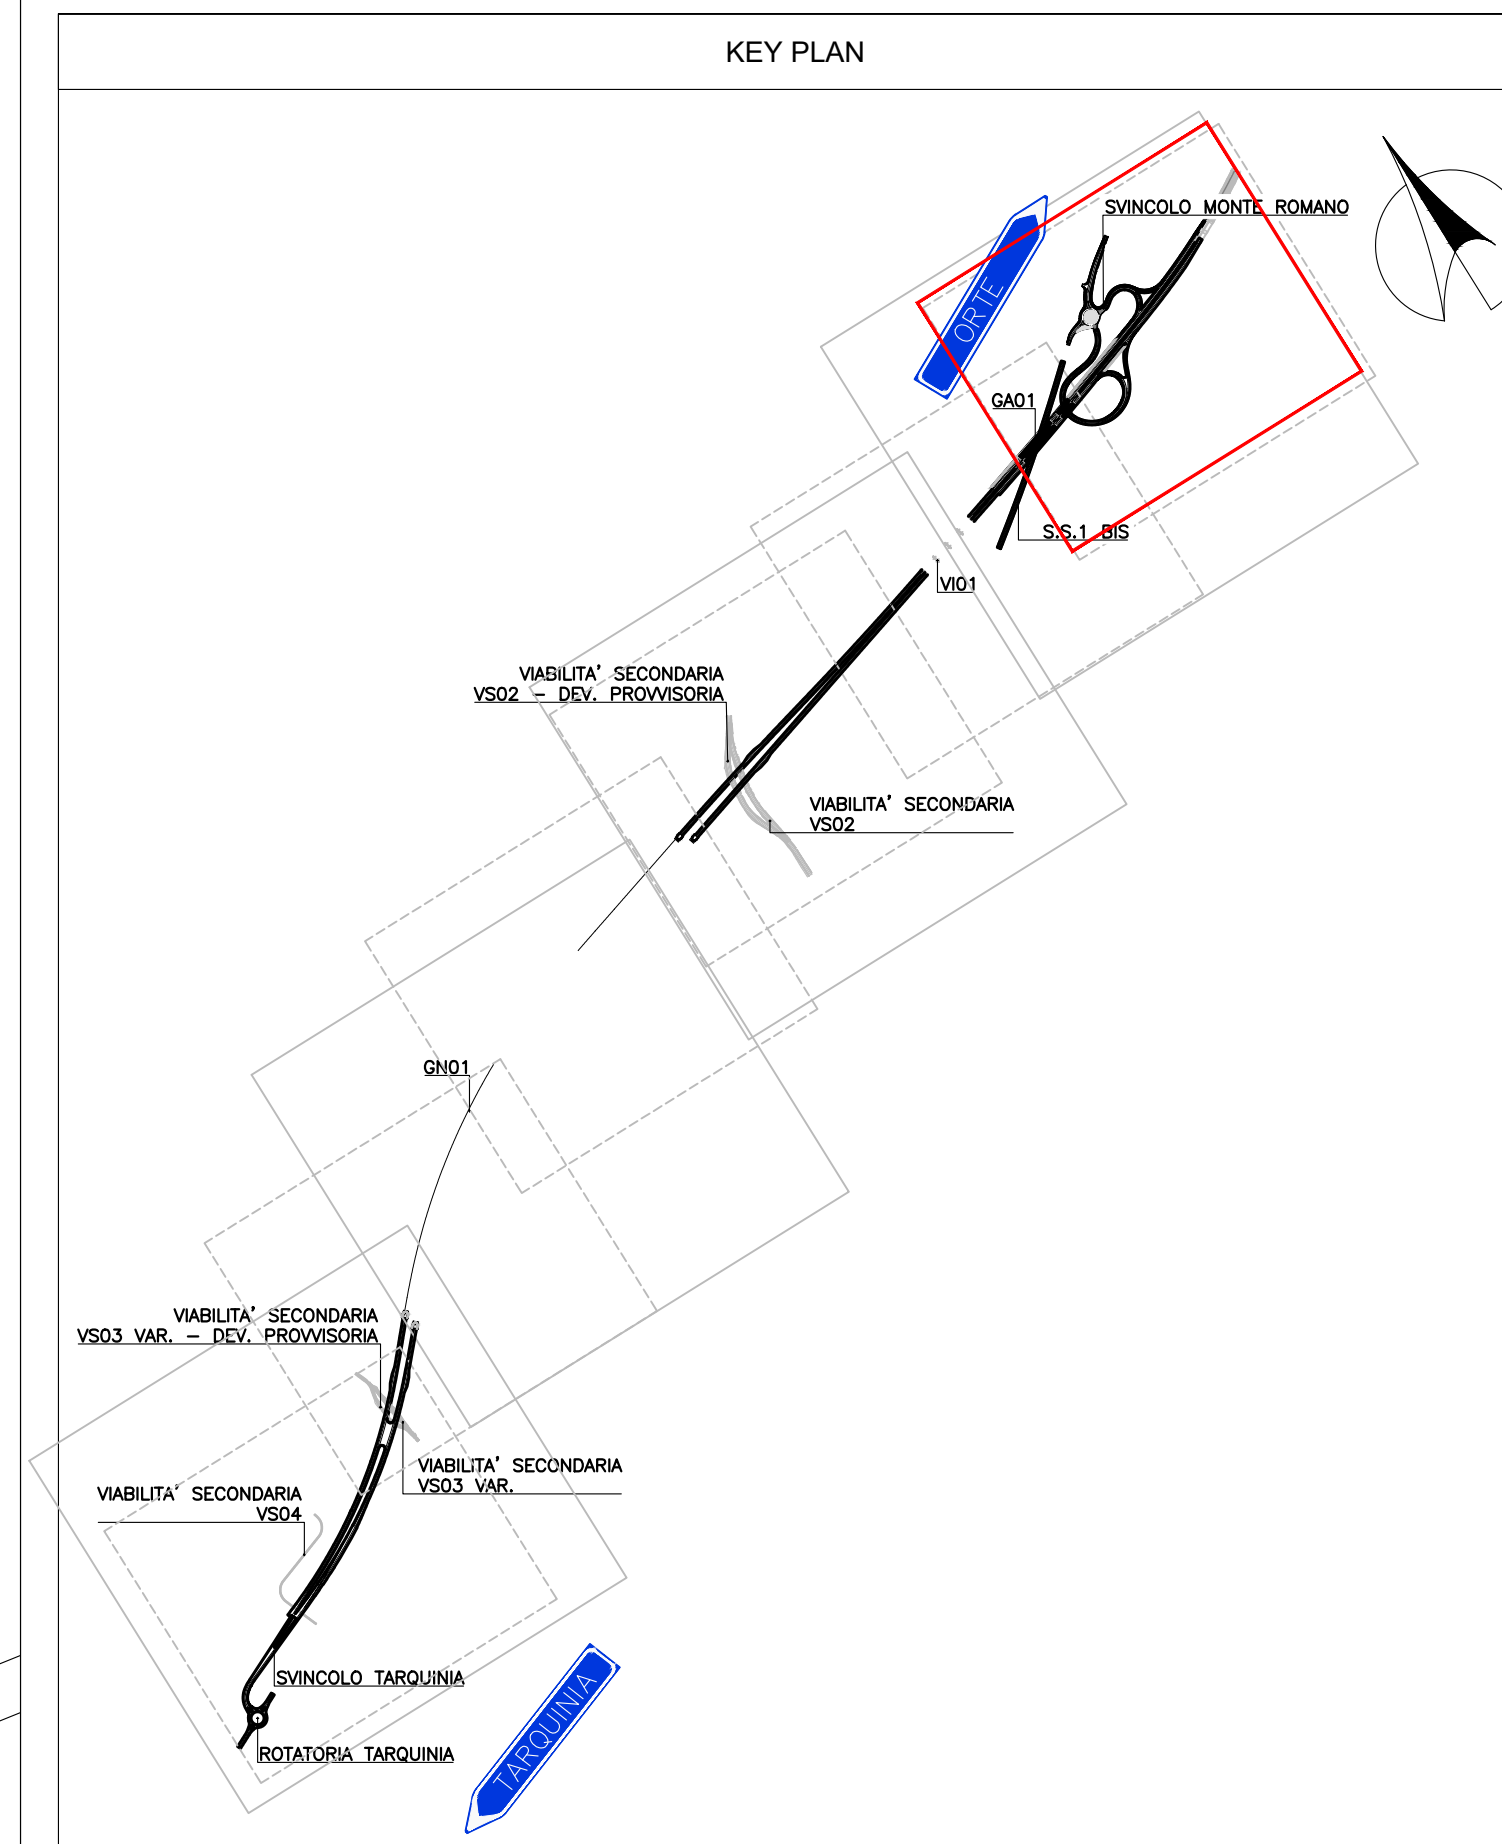 KEY PLAN
SVINCOLO MONTE ROMANO
ORTE
GA01
S.S.1 BIS
VI01
VIABILITA' SECONDARIA
VS02 - DEV. PROVVISORIA
VIABILITA' SECONDARIA
VS02
GN01
VIABILITA' SECONDARIA
VS03 VAR. - DEV. PROVVISORIA
VIABILITA' SECONDARIA
VS03 VAR.
VIABILITA' SECONDARIA
VS04
SVINCOLO TARQUINIA
TARQUINIA
ROTATORIA TARQUINIA